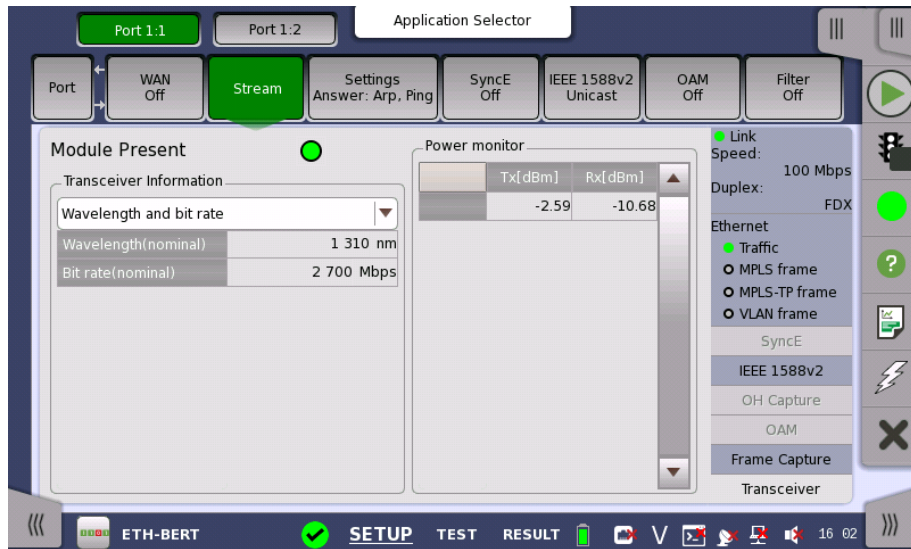 Application Selector
Port 1:1
Port 1:2
Port
WAN
Off
Stream
Settings
Answer: Arp, Ping
SyncE
Off
IEEE 1588v2
Unicast
OAM
Off
Filter
Off
Module Present
Transceiver Information
Wavelength and bit rate
Wavelength(nominal) 1 310 nm
Bit rate(nominal) 2 700 Mbps
Power monitor
Tx[dBm] Rx[dBm]
-2.59 -10.68
Link
Speed:
100 Mbps
Duplex:
FDX
Ethernet
Traffic
MPLS frame
MPLS-TP frame
VLAN frame
SyncE
IEEE 1588v2
OH Capture
OAM
Frame Capture
Transceiver
ETH-BERT
SETUP TEST RESULT V 16 02